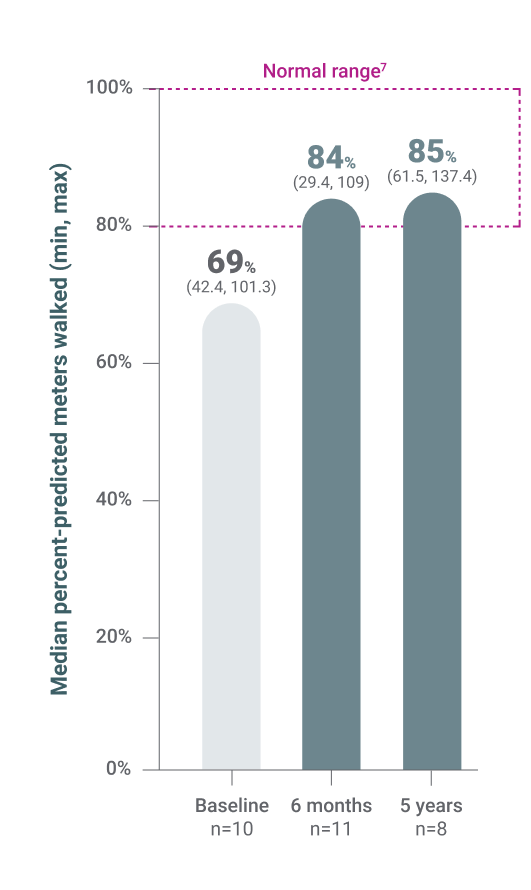 Normal range⁷
100%
80%
60%
40%
20%
0%
Median percent-predicted meters walked (min, max)
69%
(42.4, 101.3)
84%
(29.4, 109)
85%
(61.5, 137.4)
Baseline
n=10
6 months
n=11
5 years
n=8